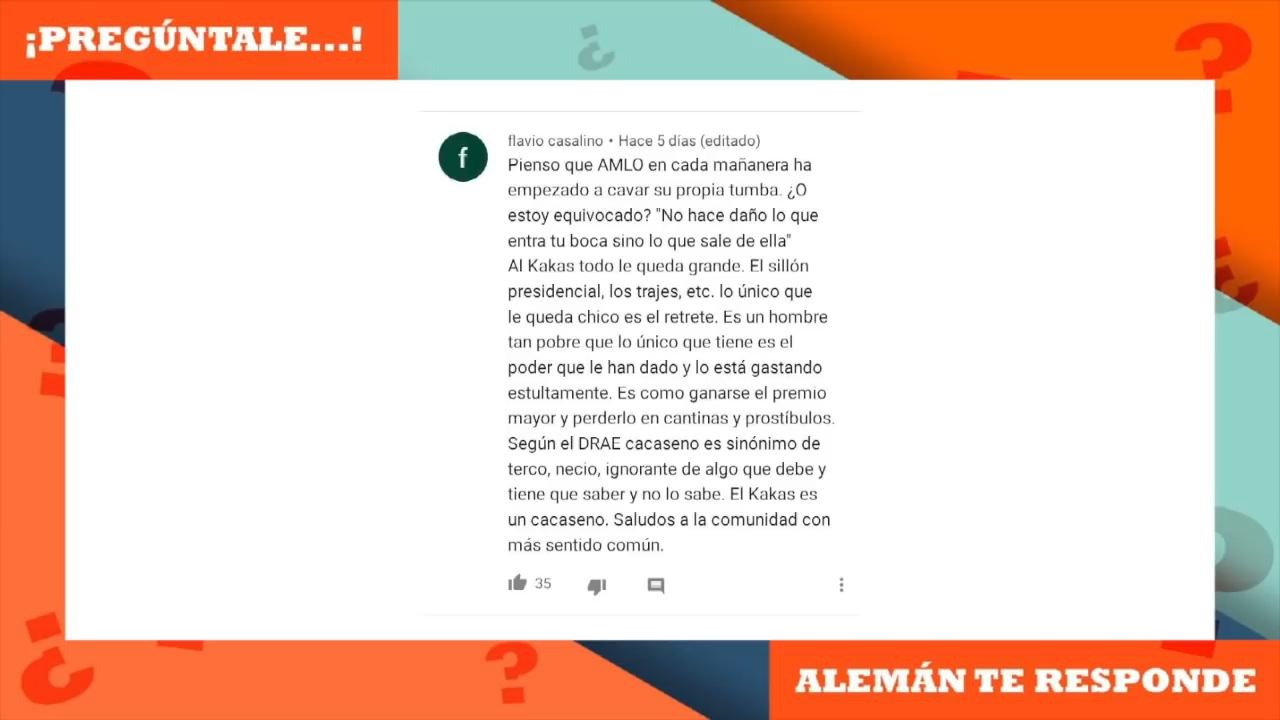 ¡PREGÚNTALE...!
f
flavio casalino • Hace 5 días (editado)
Pienso que AMLO en cada mañanera ha
empezado a cavar su propia tumba. ¿O
estoy equivocado? "No hace daño lo que
entra tu boca sino lo que sale de ella"
Al Kakas todo le queda grande. El sillón
presidencial, los trajes, etc. lo único que
le queda chico es el retrete. Es un hombre
tan pobre que lo único que tiene es el
poder que le han dado y lo está gastando
estultamente. Es como ganarse el premio
mayor y perderlo en cantinas y prostíbulos.
Según el DRAE cacaseno es sinónimo de
terco, necio, ignorante de algo que debe y
tiene que saber y no lo sabe. El Kakas es
un cacaseno. Saludos a la comunidad con
más sentido común.
35
ALEMÁN TE RESPONDE